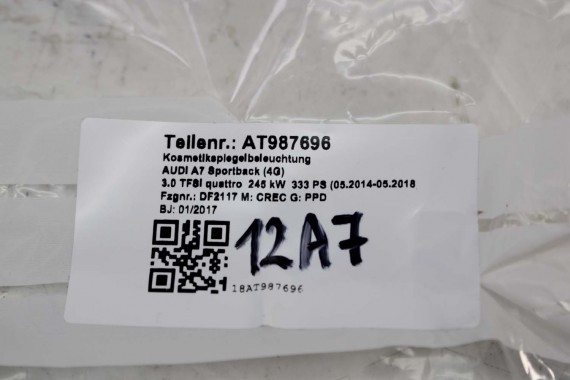 Teilenr.: AT987696
Kosmetikspiegelbeleuchtung
AUDI A7 Sportback (4G)
3.0 TFSI quattro 245 kW 333 PS (05.2014-05.2018
Fzgnr.: DF2117 M: CREC G: PPD
BJ: 01/2017
12A7
18AT987696